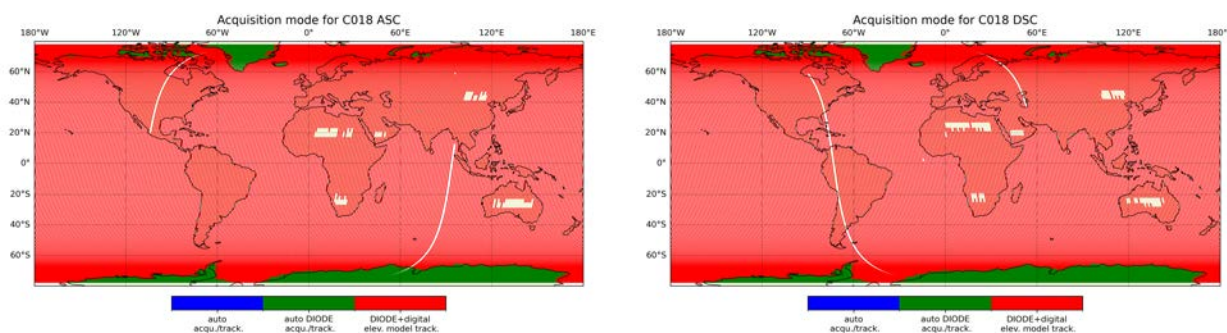 Acquisition mode for C018 ASC
180°W 120°W 60°W 0° 60°E 120°E 180°E
60°N
40°N
20°N
0°
20°S
40°S
60°S
auto
acqu./track.
auto DIODE
acqu./track.
DIODE+digital
elev. model track.
Acquisition mode for C018 DSC
180°W 120°W 60°W 0° 60°E 120°E 180°E
60°N
40°N
20°N
0°
20°S
40°S
60°S
auto
acqu./track.
auto DIODE
acqu./track.
DIODE+digital
elev. model track.